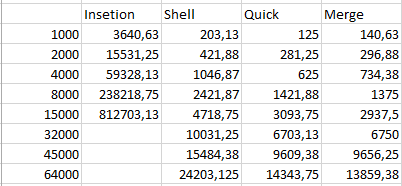 Insetion Shell Quick Merge
1000 3640,63 203,13 125 140,63
2000 15531,25 421,88 281,25 296,88
4000 59328,13 1046,87 625 734,38
8000 238218,75 2421,87 1421,88 1375
15000 812703,13 4718,75 3093,75 2937,5
32000 10031,25 6703,13 6750
45000 15484,38 9609,38 9656,25
64000 24203,125 14343,75 13859,38